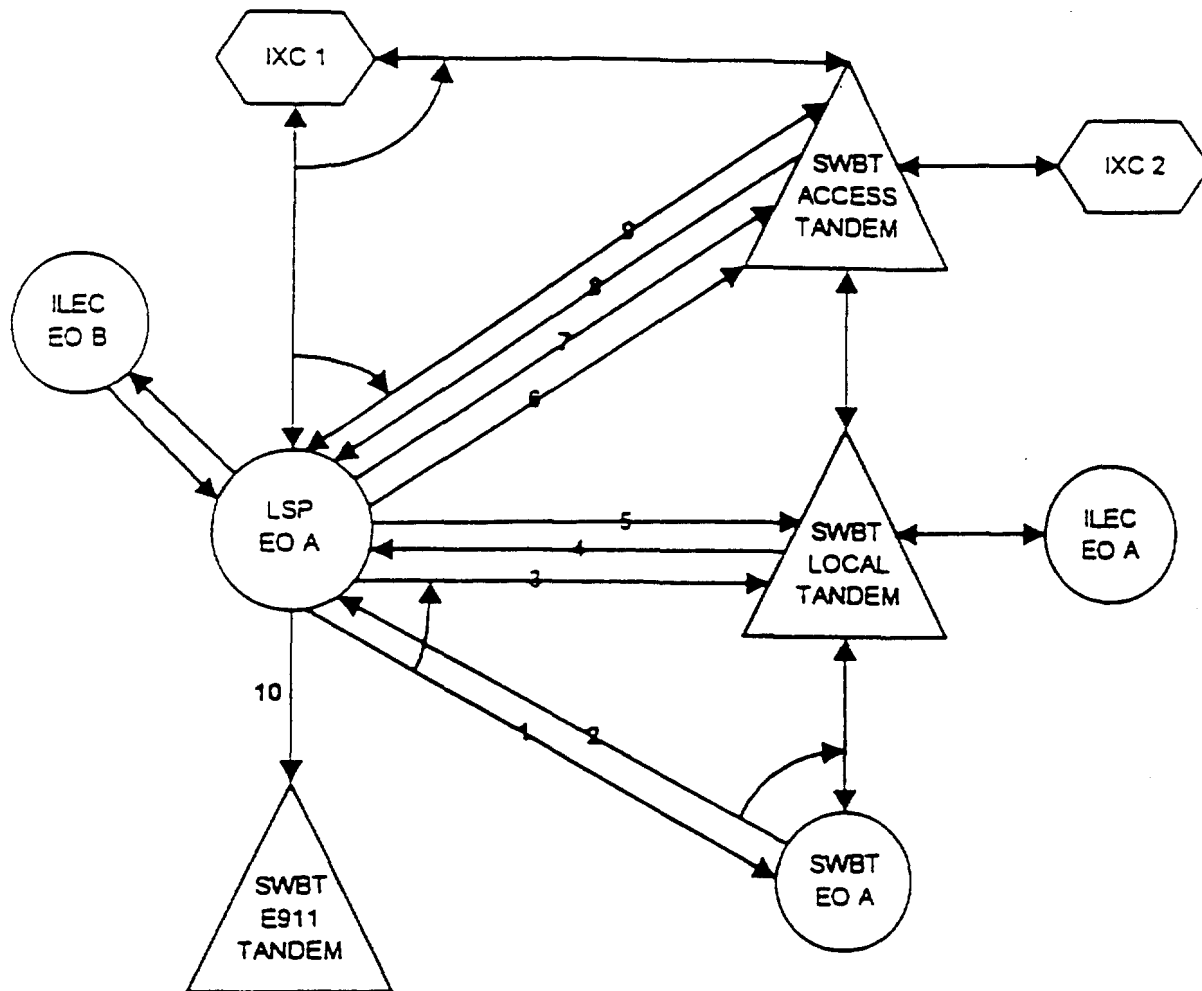 IXC 1
SWBT
ACCESS
TANDEM
IXC 2
9
8
7
6
ILEC
EO B
LSP
EO A
5
4
3
SWBT
LOCAL
TANDEM
ILEC
EO A
10
1
2
SWBT
E911
TANDEM
SWBT
EO A